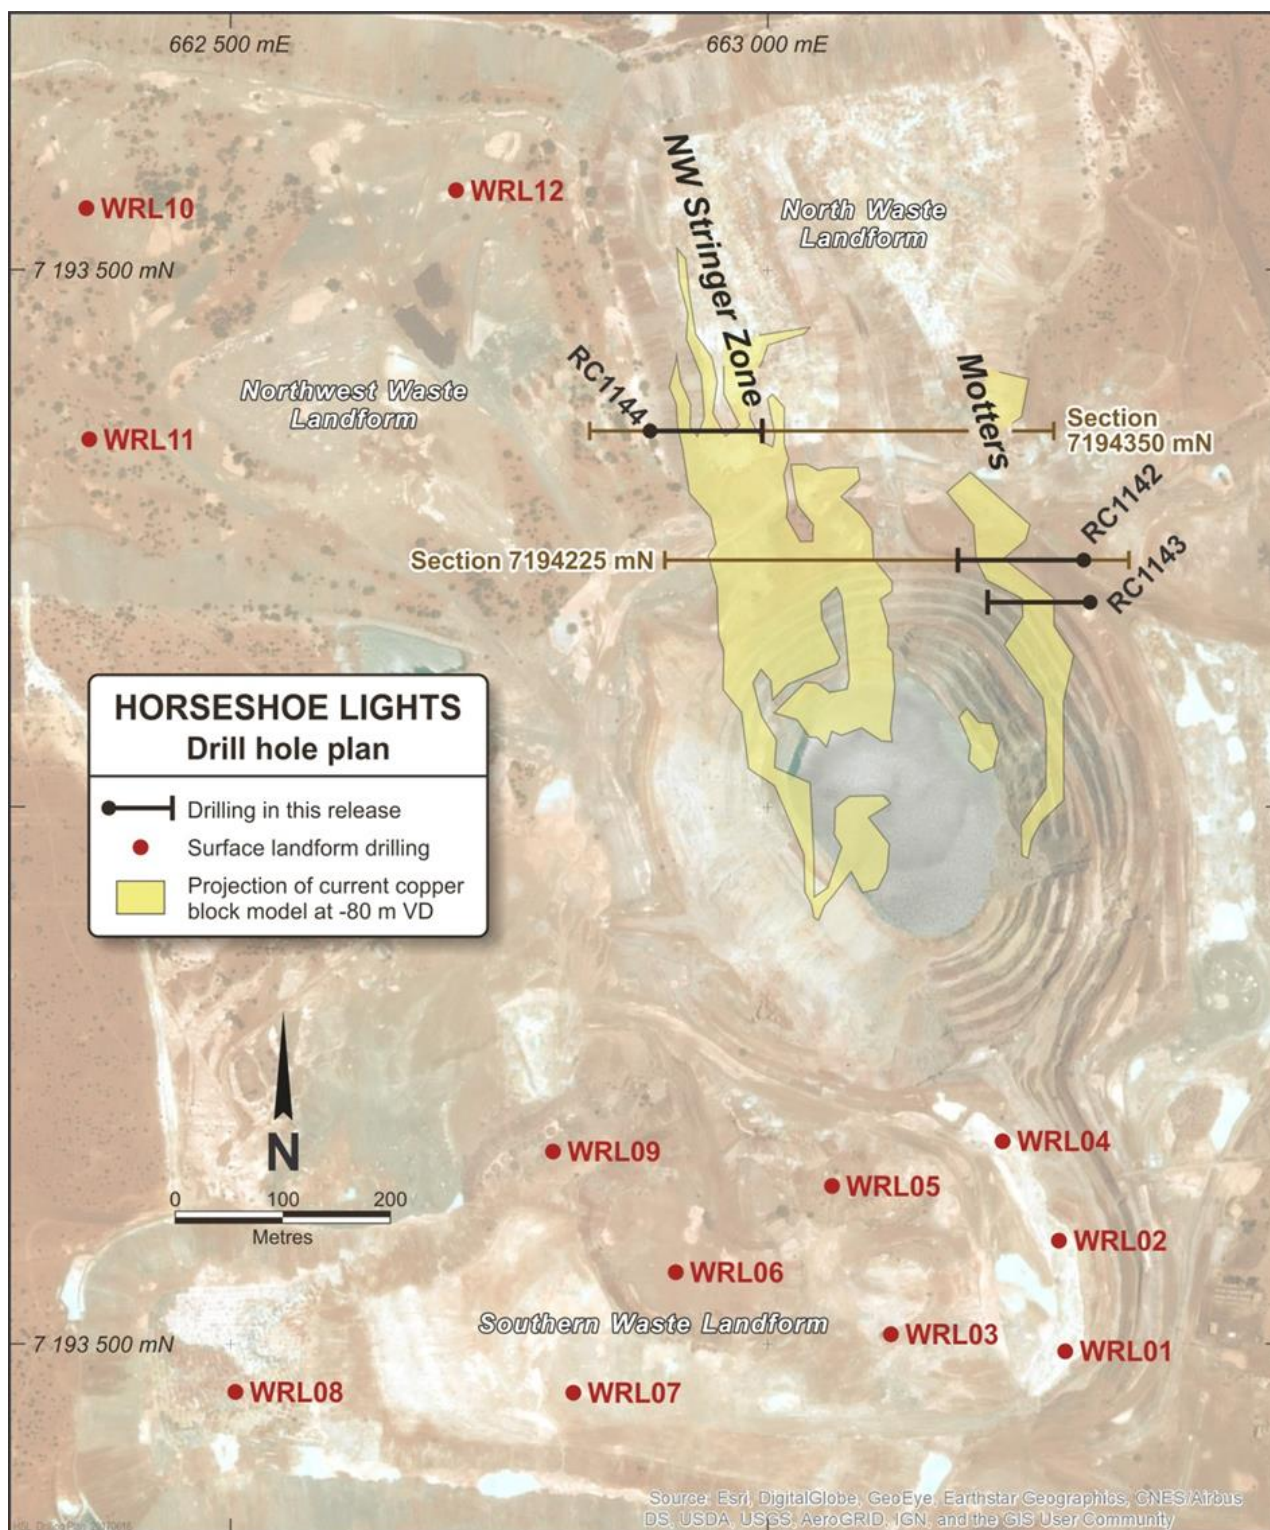 662 500 mE
663 000 mE
NW Stringer Zone
WRL12
WRL10
North Waste
Landform
7 193 500 mN
RC1144
Motters
Northwest Waste
Landform
Section
7194350 mN
WRL11
RC1142
Section 7194225 mN
RC1143
HORSESHOE LIGHTS
Drill hole plan
Drilling in this release
Surface landform drilling
Projection of current copper
block model at -80 m VD
N
0 100 200
Metres
WRL09
WRL04
WRL05
WRL02
WRL06
Southern Waste Landform
WRL03
7 193 500 mN
WRL01
WRL08
WRL07
Source: Esri, DigitalGlobe, GeoEye, Earthstar Geographics, CNES/Airbus
DS, USDA, USGS, AeroGRID, IGN, and the GIS User Community